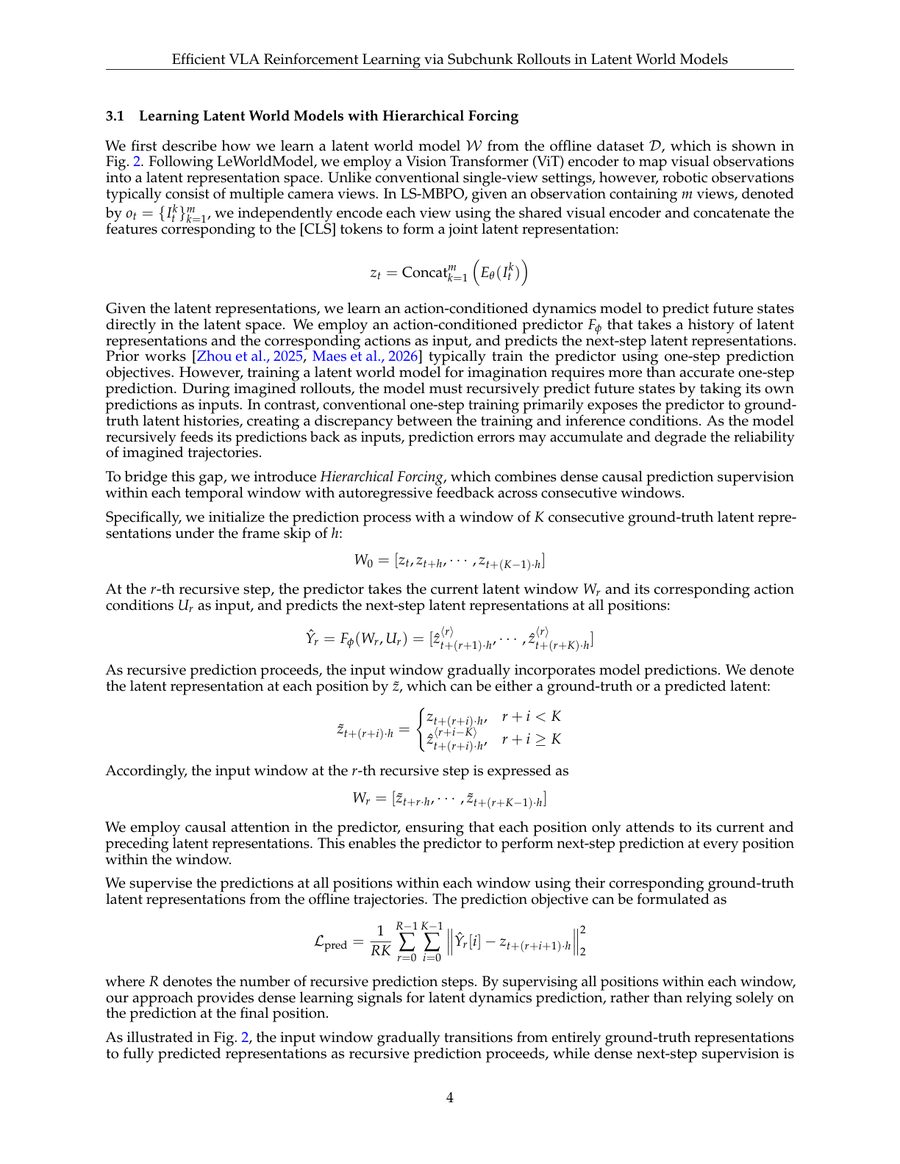 Efficient VLA Reinforcement Learning via Subchunk Rollouts in Latent World Models
3.1 Learning Latent World Models with Hierarchical Forcing
We first describe how we learn a latent world model 𝒲 from the offline dataset 𝒟, which is shown in
Fig. 2. Following LeWorldModel, we employ a Vision Transformer (ViT) encoder to map visual observations
into a latent representation space. Unlike conventional single-view settings, however, robotic observations
typically consist of multiple camera views. In LS-MBPO, given an observation containing m views, denoted
by o_t = {I_t^k}_{k=1}^m, we independently encode each view using the shared visual encoder and concatenate the
features corresponding to the [CLS] tokens to form a joint latent representation:
z_t = Concat_{k=1}^m (E_θ(I_t^k))
Given the latent representations, we learn an action-conditioned dynamics model to predict future states
directly in the latent space. We employ an action-conditioned predictor F_ϕ that takes a history of latent
representations and the corresponding actions as input, and predicts the next-step latent representations.
Prior works [Zhou et al., 2025, Maes et al., 2026] typically train the predictor using one-step prediction
objectives. However, training a latent world model for imagination requires more than accurate one-step
prediction. During imagined rollouts, the model must recursively predict future states by taking its own
predictions as inputs. In contrast, conventional one-step training primarily exposes the predictor to ground-
truth latent histories, creating a discrepancy between the training and inference conditions. As the model
recursively feeds its predictions back as inputs, prediction errors may accumulate and degrade the reliability
of imagined trajectories.
To bridge this gap, we introduce Hierarchical Forcing, which combines dense causal prediction supervision
within each temporal window with autoregressive feedback across consecutive windows.
Specifically, we initialize the prediction process with a window of K consecutive ground-truth latent repre-
sentations under the frame skip of h:
W_0 = [z_t, z_{t+h}, ⋯ , z_{t+(K−1)·h}]
At the r-th recursive step, the predictor takes the current latent window W_r and its corresponding action
conditions U_r as input, and predicts the next-step latent representations at all positions:
Ŷ_r = F_ϕ(W_r, U_r) = [ẑ_{t+(r+1)·h}^{⟨r⟩}, ⋯ , ẑ_{t+(r+K)·h}^{⟨r⟩}]
As recursive prediction proceeds, the input window gradually incorporates model predictions. We denote
the latent representation at each position by z̃, which can be either a ground-truth or a predicted latent:
z̃_{t+(r+i)·h} = { z_{t+(r+i)·h}, r + i < K
ẑ_{t+(r+i)·h}^{⟨r+i−K⟩}, r + i ≥ K
Accordingly, the input window at the r-th recursive step is expressed as
W_r = [z̃_{t+r·h}, ⋯ , z̃_{t+(r+K−1)·h}]
We employ causal attention in the predictor, ensuring that each position only attends to its current and
preceding latent representations. This enables the predictor to perform next-step prediction at every position
within the window.
We supervise the predictions at all positions within each window using their corresponding ground-truth
latent representations from the offline trajectories. The prediction objective can be formulated as
ℒ_pred = 1/RK ∑_{r=0}^{R−1} ∑_{i=0}^{K−1} ‖Ŷ_r[i] − z_{t+(r+i+1)·h}‖_2^2
where R denotes the number of recursive prediction steps. By supervising all positions within each window,
our approach provides dense learning signals for latent dynamics prediction, rather than relying solely on
the prediction at the final position.
As illustrated in Fig. 2, the input window gradually transitions from entirely ground-truth representations
to fully predicted representations as recursive prediction proceeds, while dense next-step supervision is
4